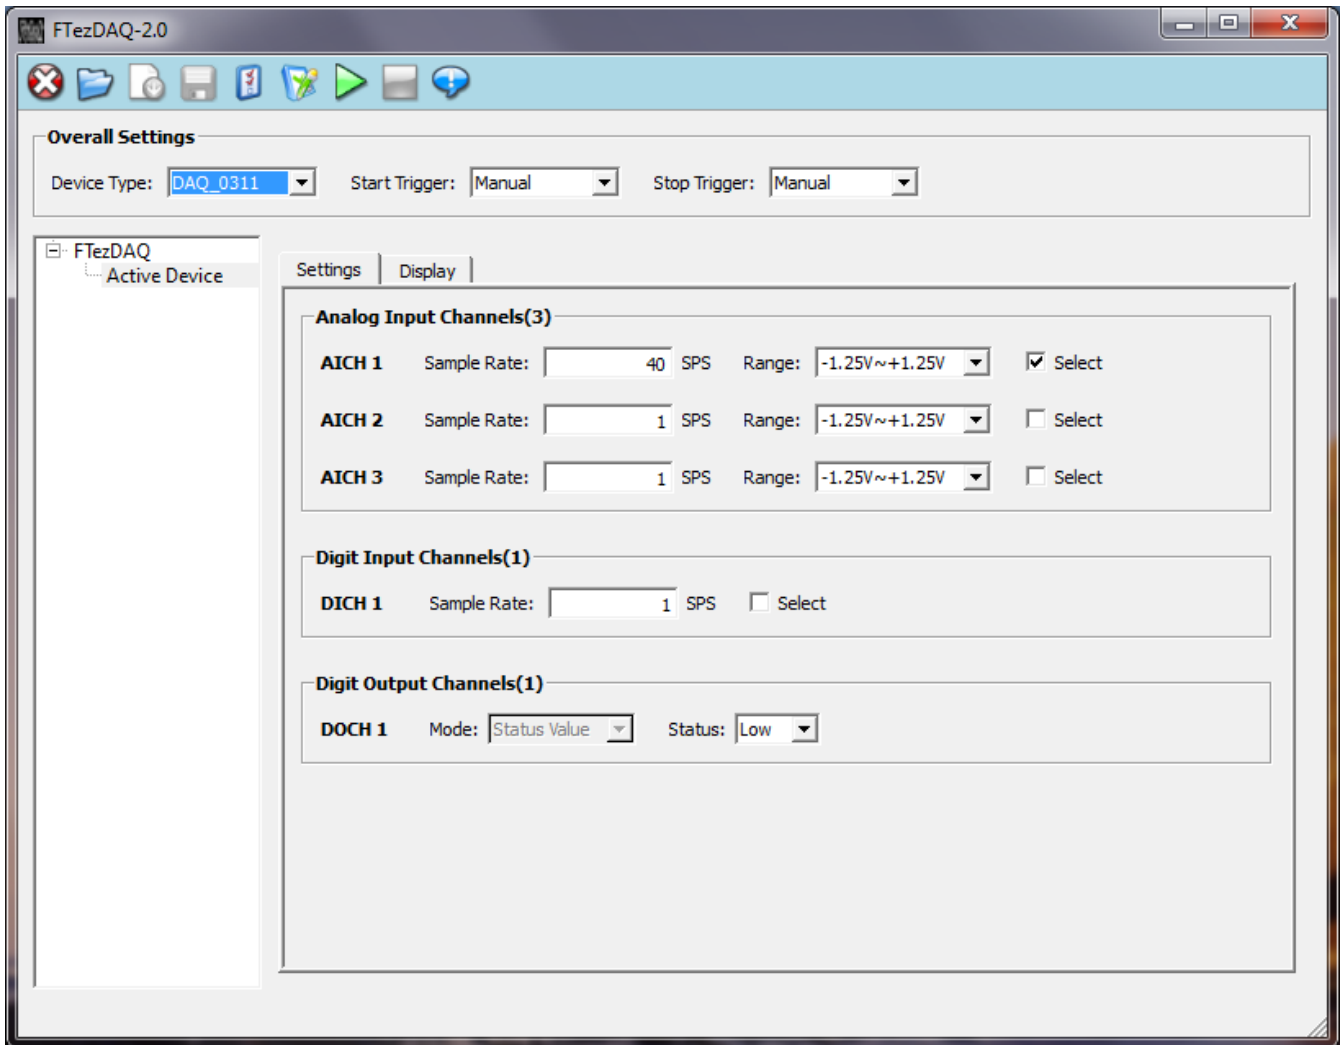 FTezDAQ-2.0
Overall Settings
Device Type: DAQ_0311 Start Trigger: Manual Stop Trigger: Manual
FTezDAQ
Active Device
Settings Display
Analog Input Channels(3)
AICH 1 Sample Rate: 40 SPS Range: -1.25V~+1.25V Select
AICH 2 Sample Rate: 1 SPS Range: -1.25V~+1.25V Select
AICH 3 Sample Rate: 1 SPS Range: -1.25V~+1.25V Select
Digit Input Channels(1)
DICH 1 Sample Rate: 1 SPS Select
Digit Output Channels(1)
DOCH 1 Mode: Status Value Status: Low